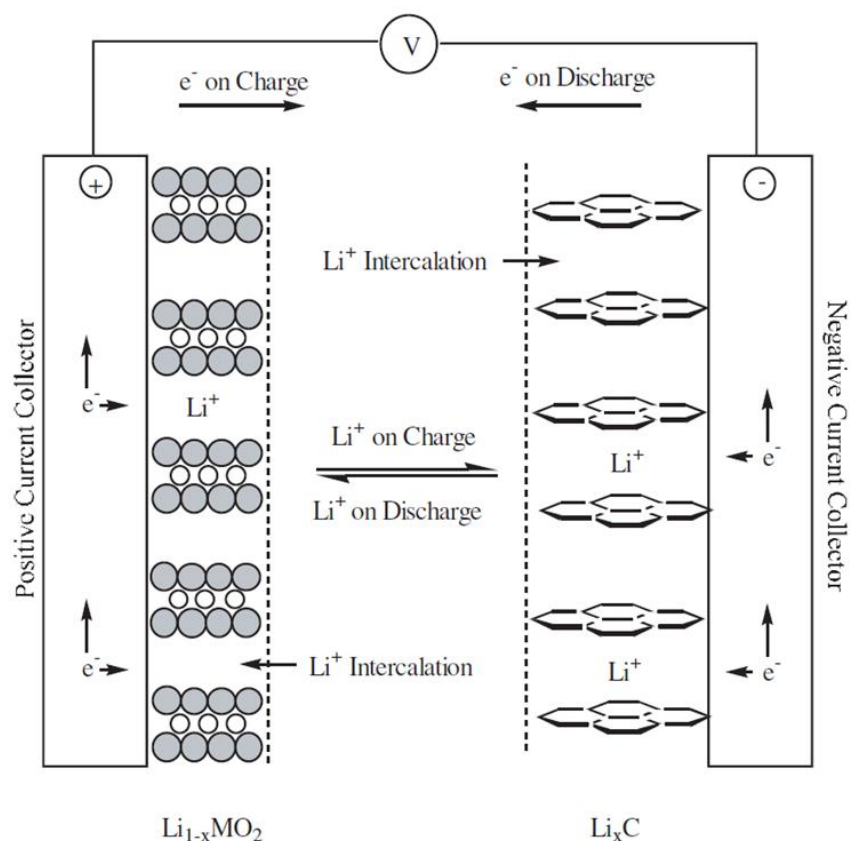 V
e⁻ on Charge
e⁻ on Discharge
+
-
Li⁺ Intercalation
Positive Current Collector
Negative Current Collector
e⁻
Li⁺
Li⁺ on Charge
Li⁺ on Discharge
Li⁺
e⁻
e⁻
Li⁺ Intercalation
Li⁺
e⁻
Li₁₋ₓMO₂
LiₓC